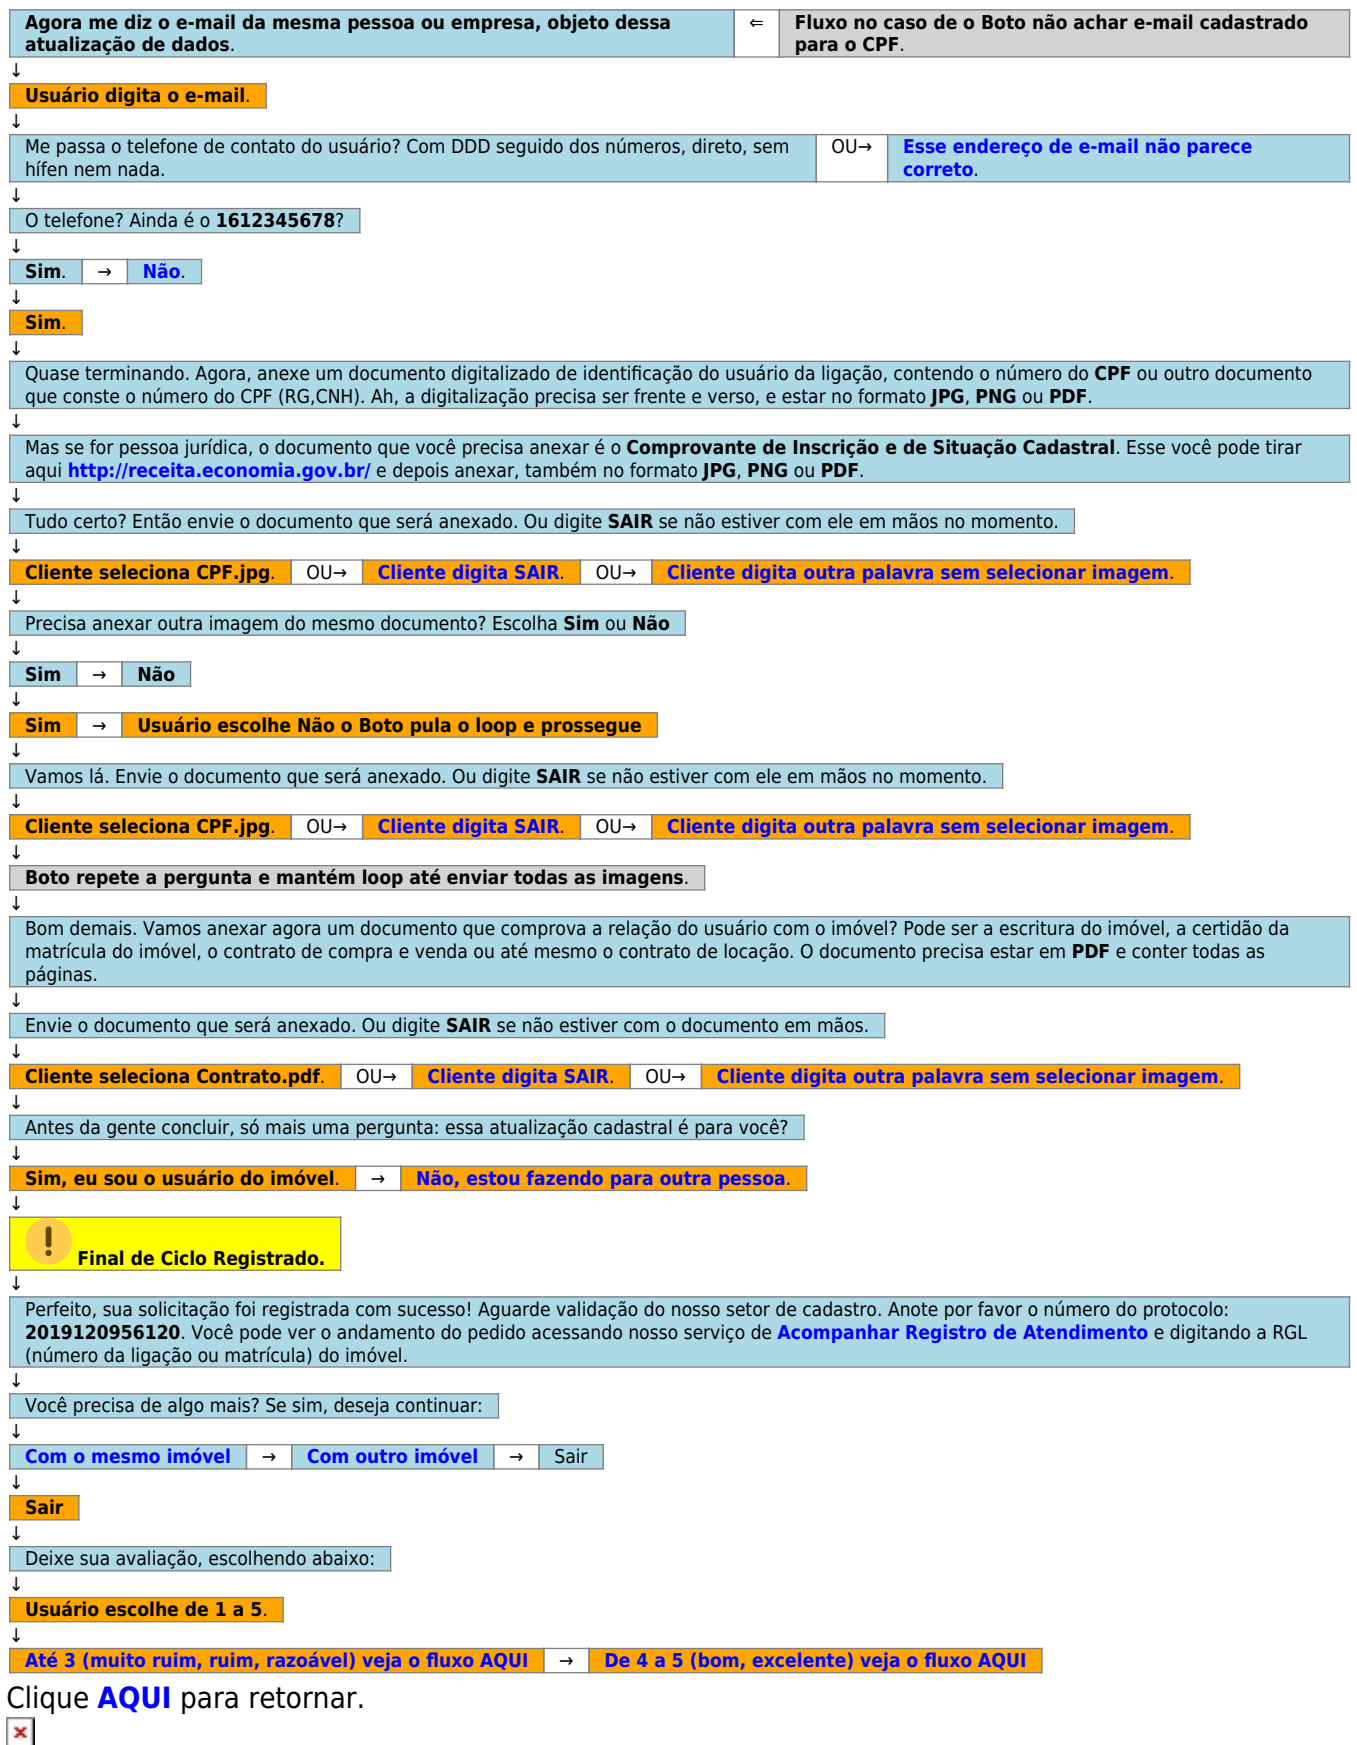 Agora me diz o e-mail da mesma pessoa ou empresa, objeto dessa
atualização de dados.
⇐
Fluxo no caso de o Boto não achar e-mail cadastrado
para o CPF.
↓
Usuário digita o e-mail.
↓
Me passa o telefone de contato do usuário? Com DDD seguido dos números, direto, sem
hífen nem nada.
OU→
Esse endereço de e-mail não parece
correto.
↓
O telefone? Ainda é o 1612345678?
↓
Sim. → Não.
↓
Sim.
↓
Quase terminando. Agora, anexe um documento digitalizado de identificação do usuário da ligação, contendo o número do CPF ou outro documento
que conste o número do CPF (RG,CNH). Ah, a digitalização precisa ser frente e verso, e estar no formato JPG, PNG ou PDF.
↓
Mas se for pessoa jurídica, o documento que você precisa anexar é o Comprovante de Inscrição e de Situação Cadastral. Esse você pode tirar
aqui http://receita.economia.gov.br/ e depois anexar, também no formato JPG, PNG ou PDF.
↓
Tudo certo? Então envie o documento que será anexado. Ou digite SAIR se não estiver com ele em mãos no momento.
↓
Cliente seleciona CPF.jpg. OU→ Cliente digita SAIR. OU→ Cliente digita outra palavra sem selecionar imagem.
↓
Precisa anexar outra imagem do mesmo documento? Escolha Sim ou Não
↓
Sim → Não
↓
Sim → Usuário escolhe Não o Boto pula o loop e prossegue
↓
Vamos lá. Envie o documento que será anexado. Ou digite SAIR se não estiver com ele em mãos no momento.
↓
Cliente seleciona CPF.jpg. OU→ Cliente digita SAIR. OU→ Cliente digita outra palavra sem selecionar imagem.
↓
Boto repete a pergunta e mantém loop até enviar todas as imagens.
↓
Bom demais. Vamos anexar agora um documento que comprova a relação do usuário com o imóvel? Pode ser a escritura do imóvel, a certidão da
matrícula do imóvel, o contrato de compra e venda ou até mesmo o contrato de locação. O documento precisa estar em PDF e conter todas as
páginas.
↓
Envie o documento que será anexado. Ou digite SAIR se não estiver com o documento em mãos.
↓
Cliente seleciona Contrato.pdf. OU→ Cliente digita SAIR. OU→ Cliente digita outra palavra sem selecionar imagem.
↓
Antes da gente concluir, só mais uma pergunta: essa atualização cadastral é para você?
↓
Sim, eu sou o usuário do imóvel. → Não, estou fazendo para outra pessoa.
↓
! Final de Ciclo Registrado.
↓
Perfeito, sua solicitação foi registrada com sucesso! Aguarde validação do nosso setor de cadastro. Anote por favor o número do protocolo:
2019120956120. Você pode ver o andamento do pedido acessando nosso serviço de Acompanhar Registro de Atendimento e digitando a RGL
(número da ligação ou matrícula) do imóvel.
↓
Você precisa de algo mais? Se sim, deseja continuar:
↓
Com o mesmo imóvel → Com outro imóvel → Sair
↓
Sair
↓
Deixe sua avaliação, escolhendo abaixo:
↓
Usuário escolhe de 1 a 5.
↓
Até 3 (muito ruim, ruim, razoável) veja o fluxo AQUI → De 4 a 5 (bom, excelente) veja o fluxo AQUI
Clique AQUI para retornar.